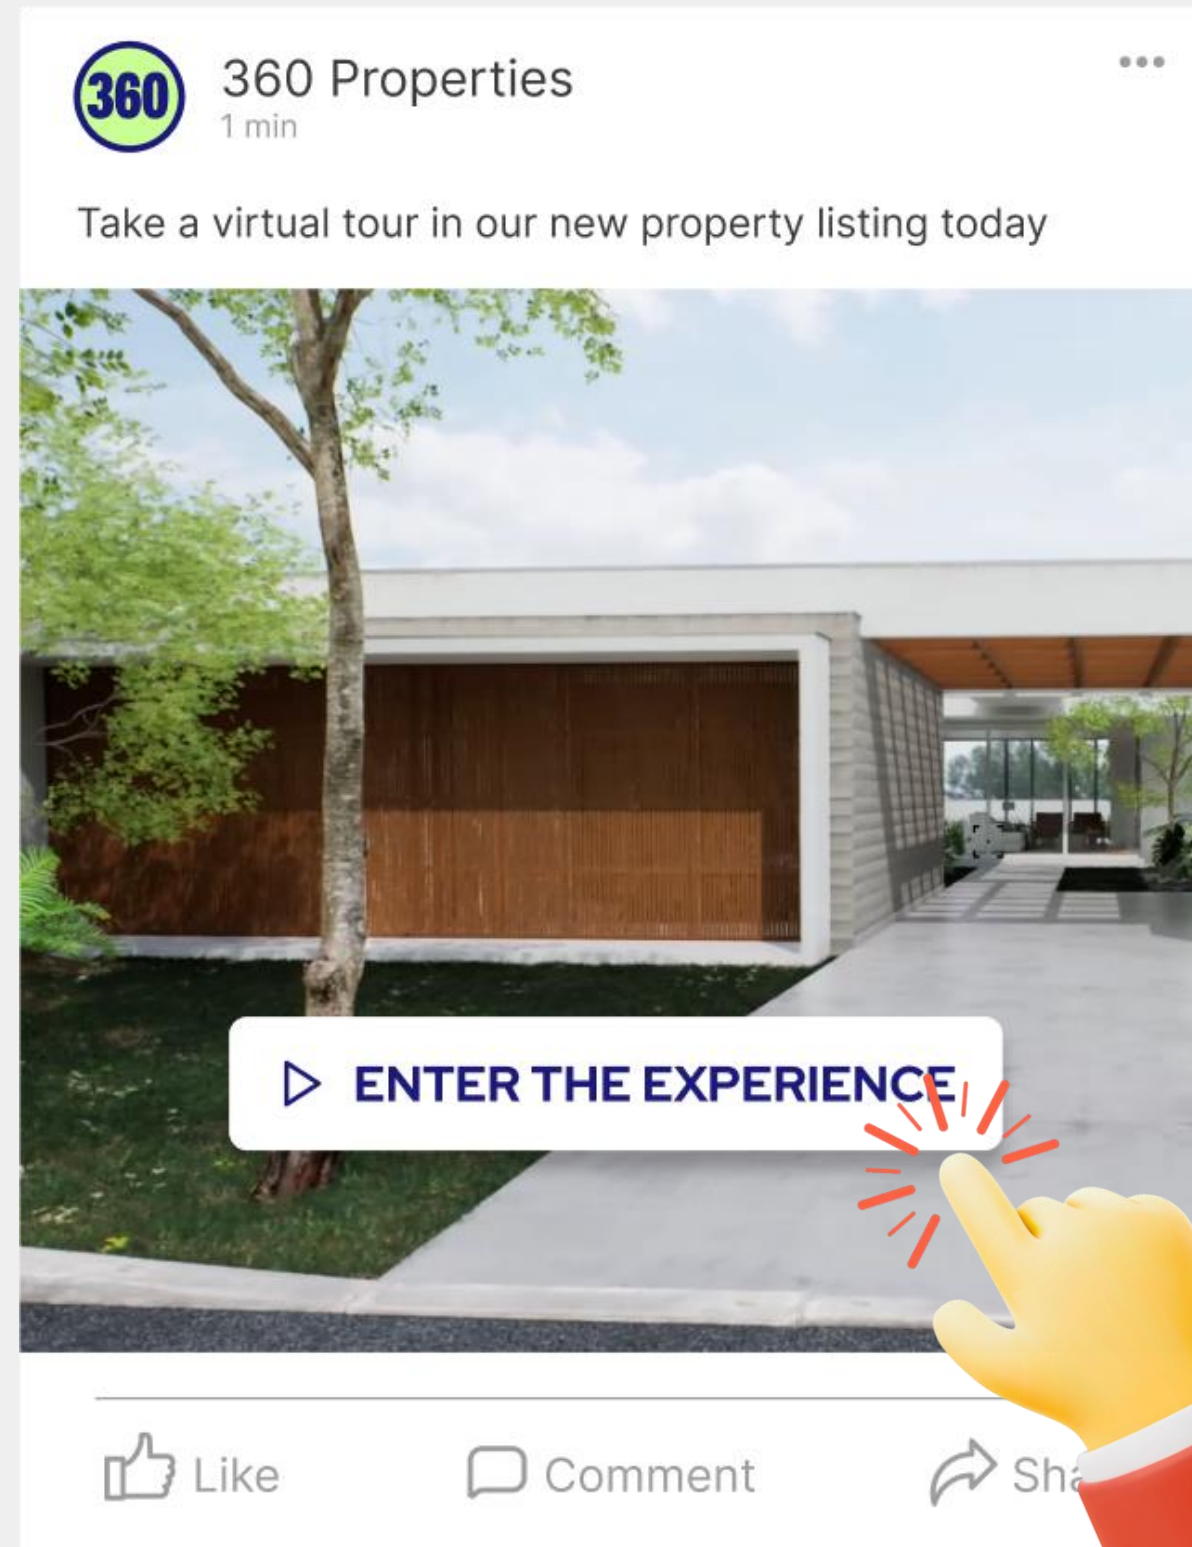 360
360 Properties
1 min
Take a virtual tour in our new property listing today
ENTER THE EXPERIENCE
Like
Comment